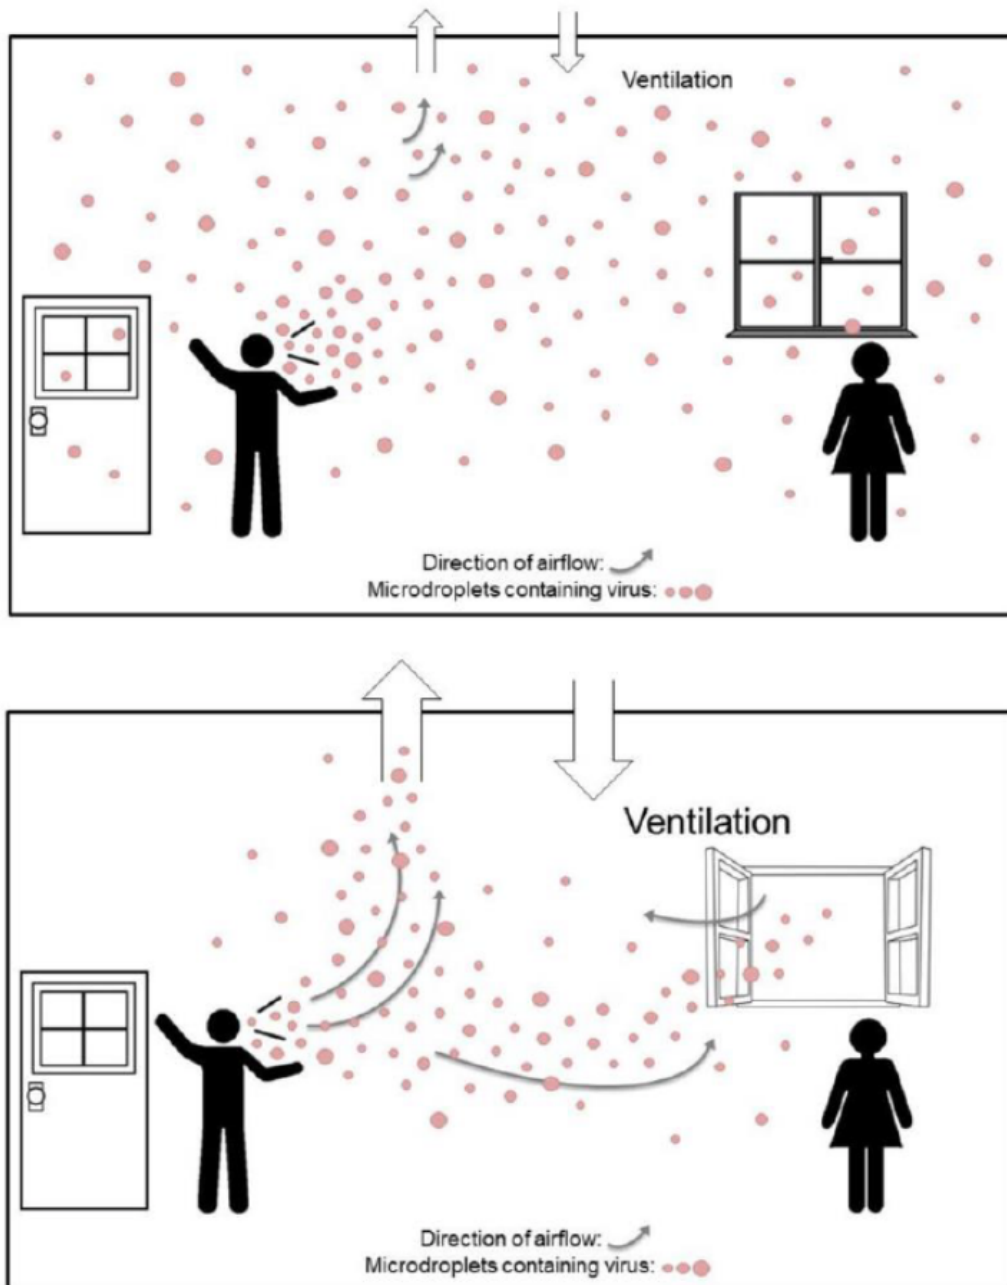 Ventilation
Direction of airflow:
Microdroplets containing virus:
Ventilation
Direction of airflow:
Microdroplets containing virus: